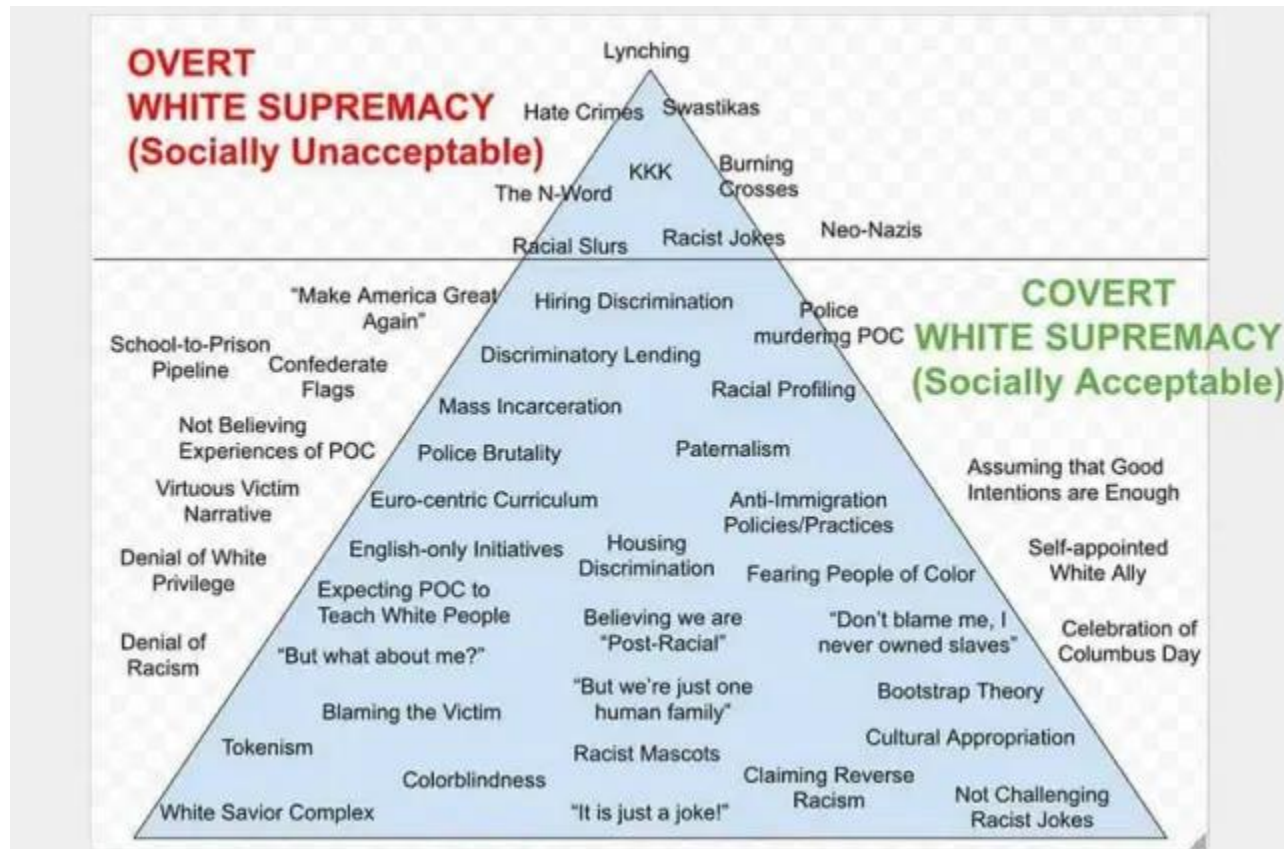 OVERT
WHITE SUPREMACY
(Socially Unacceptable)
Lynching
Hate Crimes
Swastikas
KKK
Burning
Crosses
The N-Word
Racial Slurs
Racist Jokes
Neo-Nazis
COVERT
WHITE SUPREMACY
(Socially Acceptable)
"Make America Great
Again"
Hiring Discrimination
Police
murdering POC
School-to-Prison
Pipeline
Confederate
Flags
Discriminatory Lending
Racial Profiling
Mass Incarceration
Not Believing
Experiences of POC
Police Brutality
Paternalism
Assuming that Good
Intentions are Enough
Virtuous Victim
Narrative
Euro-centric Curriculum
Anti-Immigration
Policies/Practices
Denial of White
Privilege
English-only Initiatives
Housing
Discrimination
Fearing People of Color
Self-appointed
White Ally
Expecting POC to
Teach White People
Believing we are
"Post-Racial"
"Don't blame me, I
never owned slaves"
Celebration of
Columbus Day
Denial of
Racism
"But what about me?"
"But we're just one
human family"
Bootstrap Theory
Blaming the Victim
Cultural Appropriation
Tokenism
Racist Mascots
Colorblindness
Claiming Reverse
Racism
White Savior Complex
"It is just a joke!"
Not Challenging
Racist Jokes